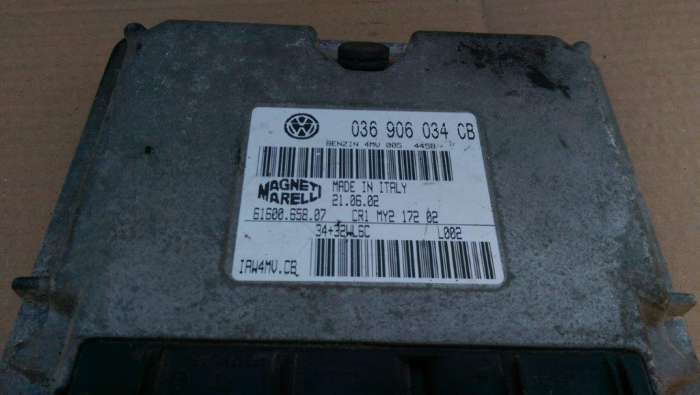 036 906 034 CB
BENZIN 4MV 005 4458
MAGNETI
MARELLI
MADE IN ITALY
21.06.02
61600.658.07 CR1 MY2 172 02
34+32WL6C L002
IAW4MV.CB